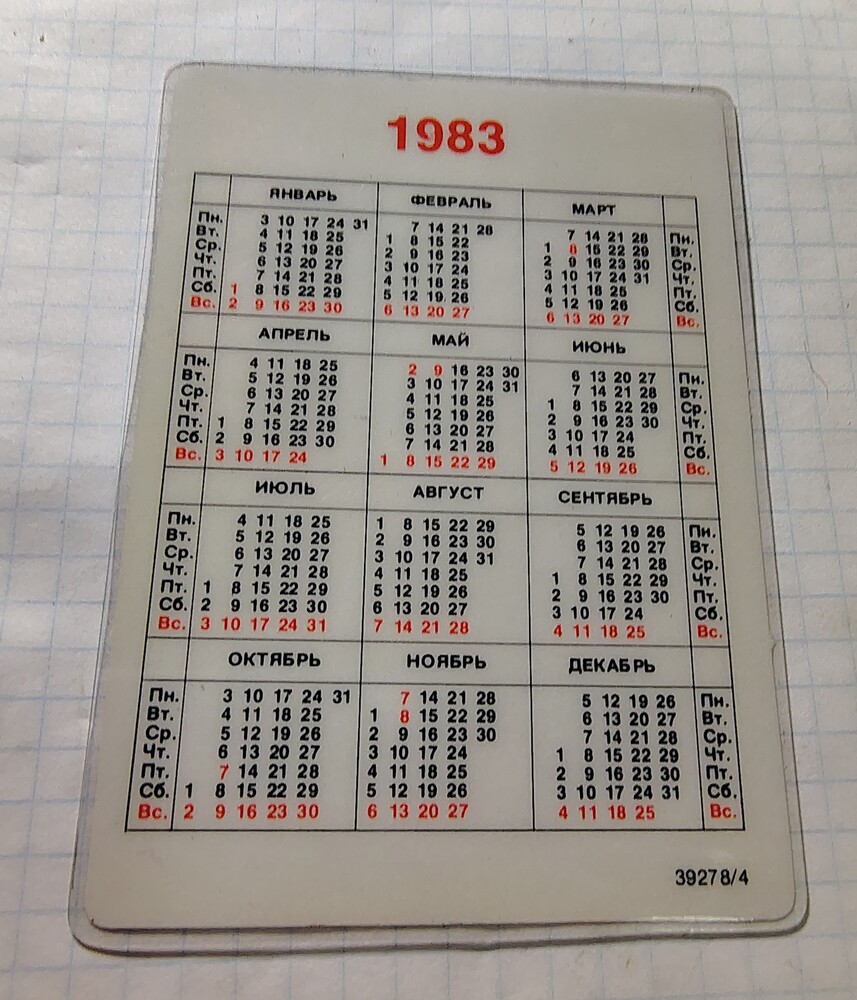 1983
ЯНВАРЬ ФЕВРАЛЬ МАРТ
Пн. 3 10 17 24 31 7 14 21 28 7 14 21 28 Пн.
Вт. 4 11 18 25 1 8 15 22 1 8 15 22 29 Вт.
Ср. 5 12 19 26 2 9 16 23 2 9 16 23 30 Ср.
Чт. 6 13 20 27 3 10 17 24 3 10 17 24 31 Чт.
Пт. 7 14 21 28 4 11 18 25 4 11 18 25 Пт.
Сб. 1 8 15 22 29 5 12 19 26 5 12 19 26 Сб.
Вс. 2 9 16 23 30 6 13 20 27 6 13 20 27 Вс.
АПРЕЛЬ МАЙ ИЮНЬ
Пн. 4 11 18 25 2 9 16 23 30 6 13 20 27 Пн.
Вт. 5 12 19 26 3 10 17 24 31 7 14 21 28 Вт.
Ср. 6 13 20 27 4 11 18 25 1 8 15 22 29 Ср.
Чт. 7 14 21 28 5 12 19 26 2 9 16 23 30 Чт.
Пт. 1 8 15 22 29 6 13 20 27 3 10 17 24 Пт.
Сб. 2 9 16 23 30 7 14 21 28 4 11 18 25 Сб.
Вс. 3 10 17 24 1 8 15 22 29 5 12 19 26 Вс.
ИЮЛЬ АВГУСТ СЕНТЯБРЬ
Пн. 4 11 18 25 1 8 15 22 29 5 12 19 26 Пн.
Вт. 5 12 19 26 2 9 16 23 30 6 13 20 27 Вт.
Ср. 6 13 20 27 3 10 17 24 31 7 14 21 28 Ср.
Чт. 7 14 21 28 4 11 18 25 1 8 15 22 29 Чт.
Пт. 1 8 15 22 29 5 12 19 26 2 9 16 23 30 Пт.
Сб. 2 9 16 23 30 6 13 20 27 3 10 17 24 Сб.
Вс. 3 10 17 24 31 7 14 21 28 4 11 18 25 Вс.
ОКТЯБРЬ НОЯБРЬ ДЕКАБРЬ
Пн. 3 10 17 24 31 7 14 21 28 5 12 19 26 Пн.
Вт. 4 11 18 25 1 8 15 22 29 6 13 20 27 Вт.
Ср. 5 12 19 26 2 9 16 23 30 7 14 21 28 Ср.
Чт. 6 13 20 27 3 10 17 24 1 8 15 22 29 Чт.
Пт. 7 14 21 28 4 11 18 25 2 9 16 23 30 Пт.
Сб. 1 8 15 22 29 5 12 19 26 3 10 17 24 31 Сб.
Вс. 2 9 16 23 30 6 13 20 27 4 11 18 25 Вс.
39278/4